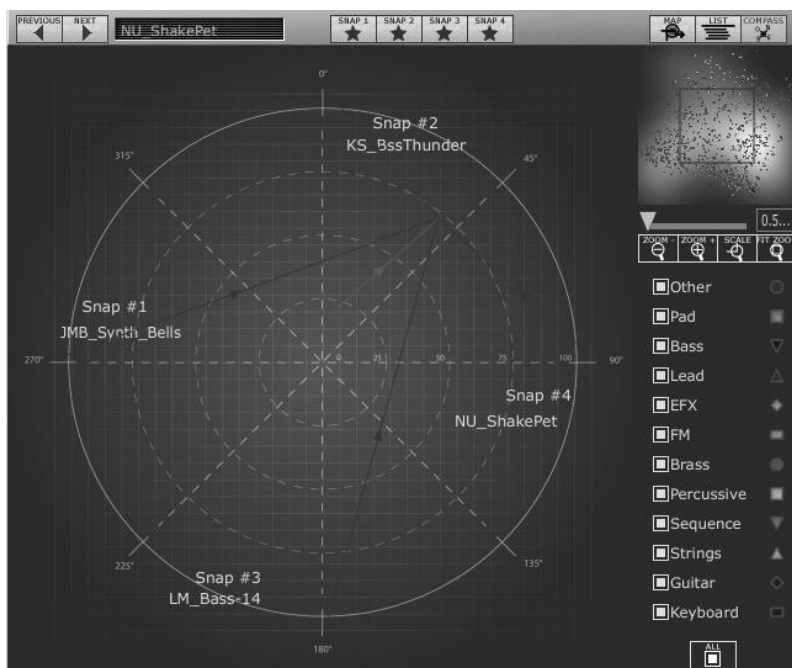 PREVIOUS
NEXT
NU_ShakePet
SNAP 1
SNAP 2
SNAP 3
SNAP 4
MAP
LIST
COMPASS
0°
Snap #2
KS_BssThunder
315°
45°
0.5...
ZOOM -
ZOOM +
SCALE
FIT ZOO
Snap #1
JMB_Synth_Bells
270°
0
25
50
75
100
90°
Snap #4
NU_ShakePet
225°
135°
Snap #3
LM_Bass-14
180°
Other
Pad
Bass
Lead
EFX
FM
Brass
Percussive
Sequence
Strings
Guitar
Keyboard
ALL